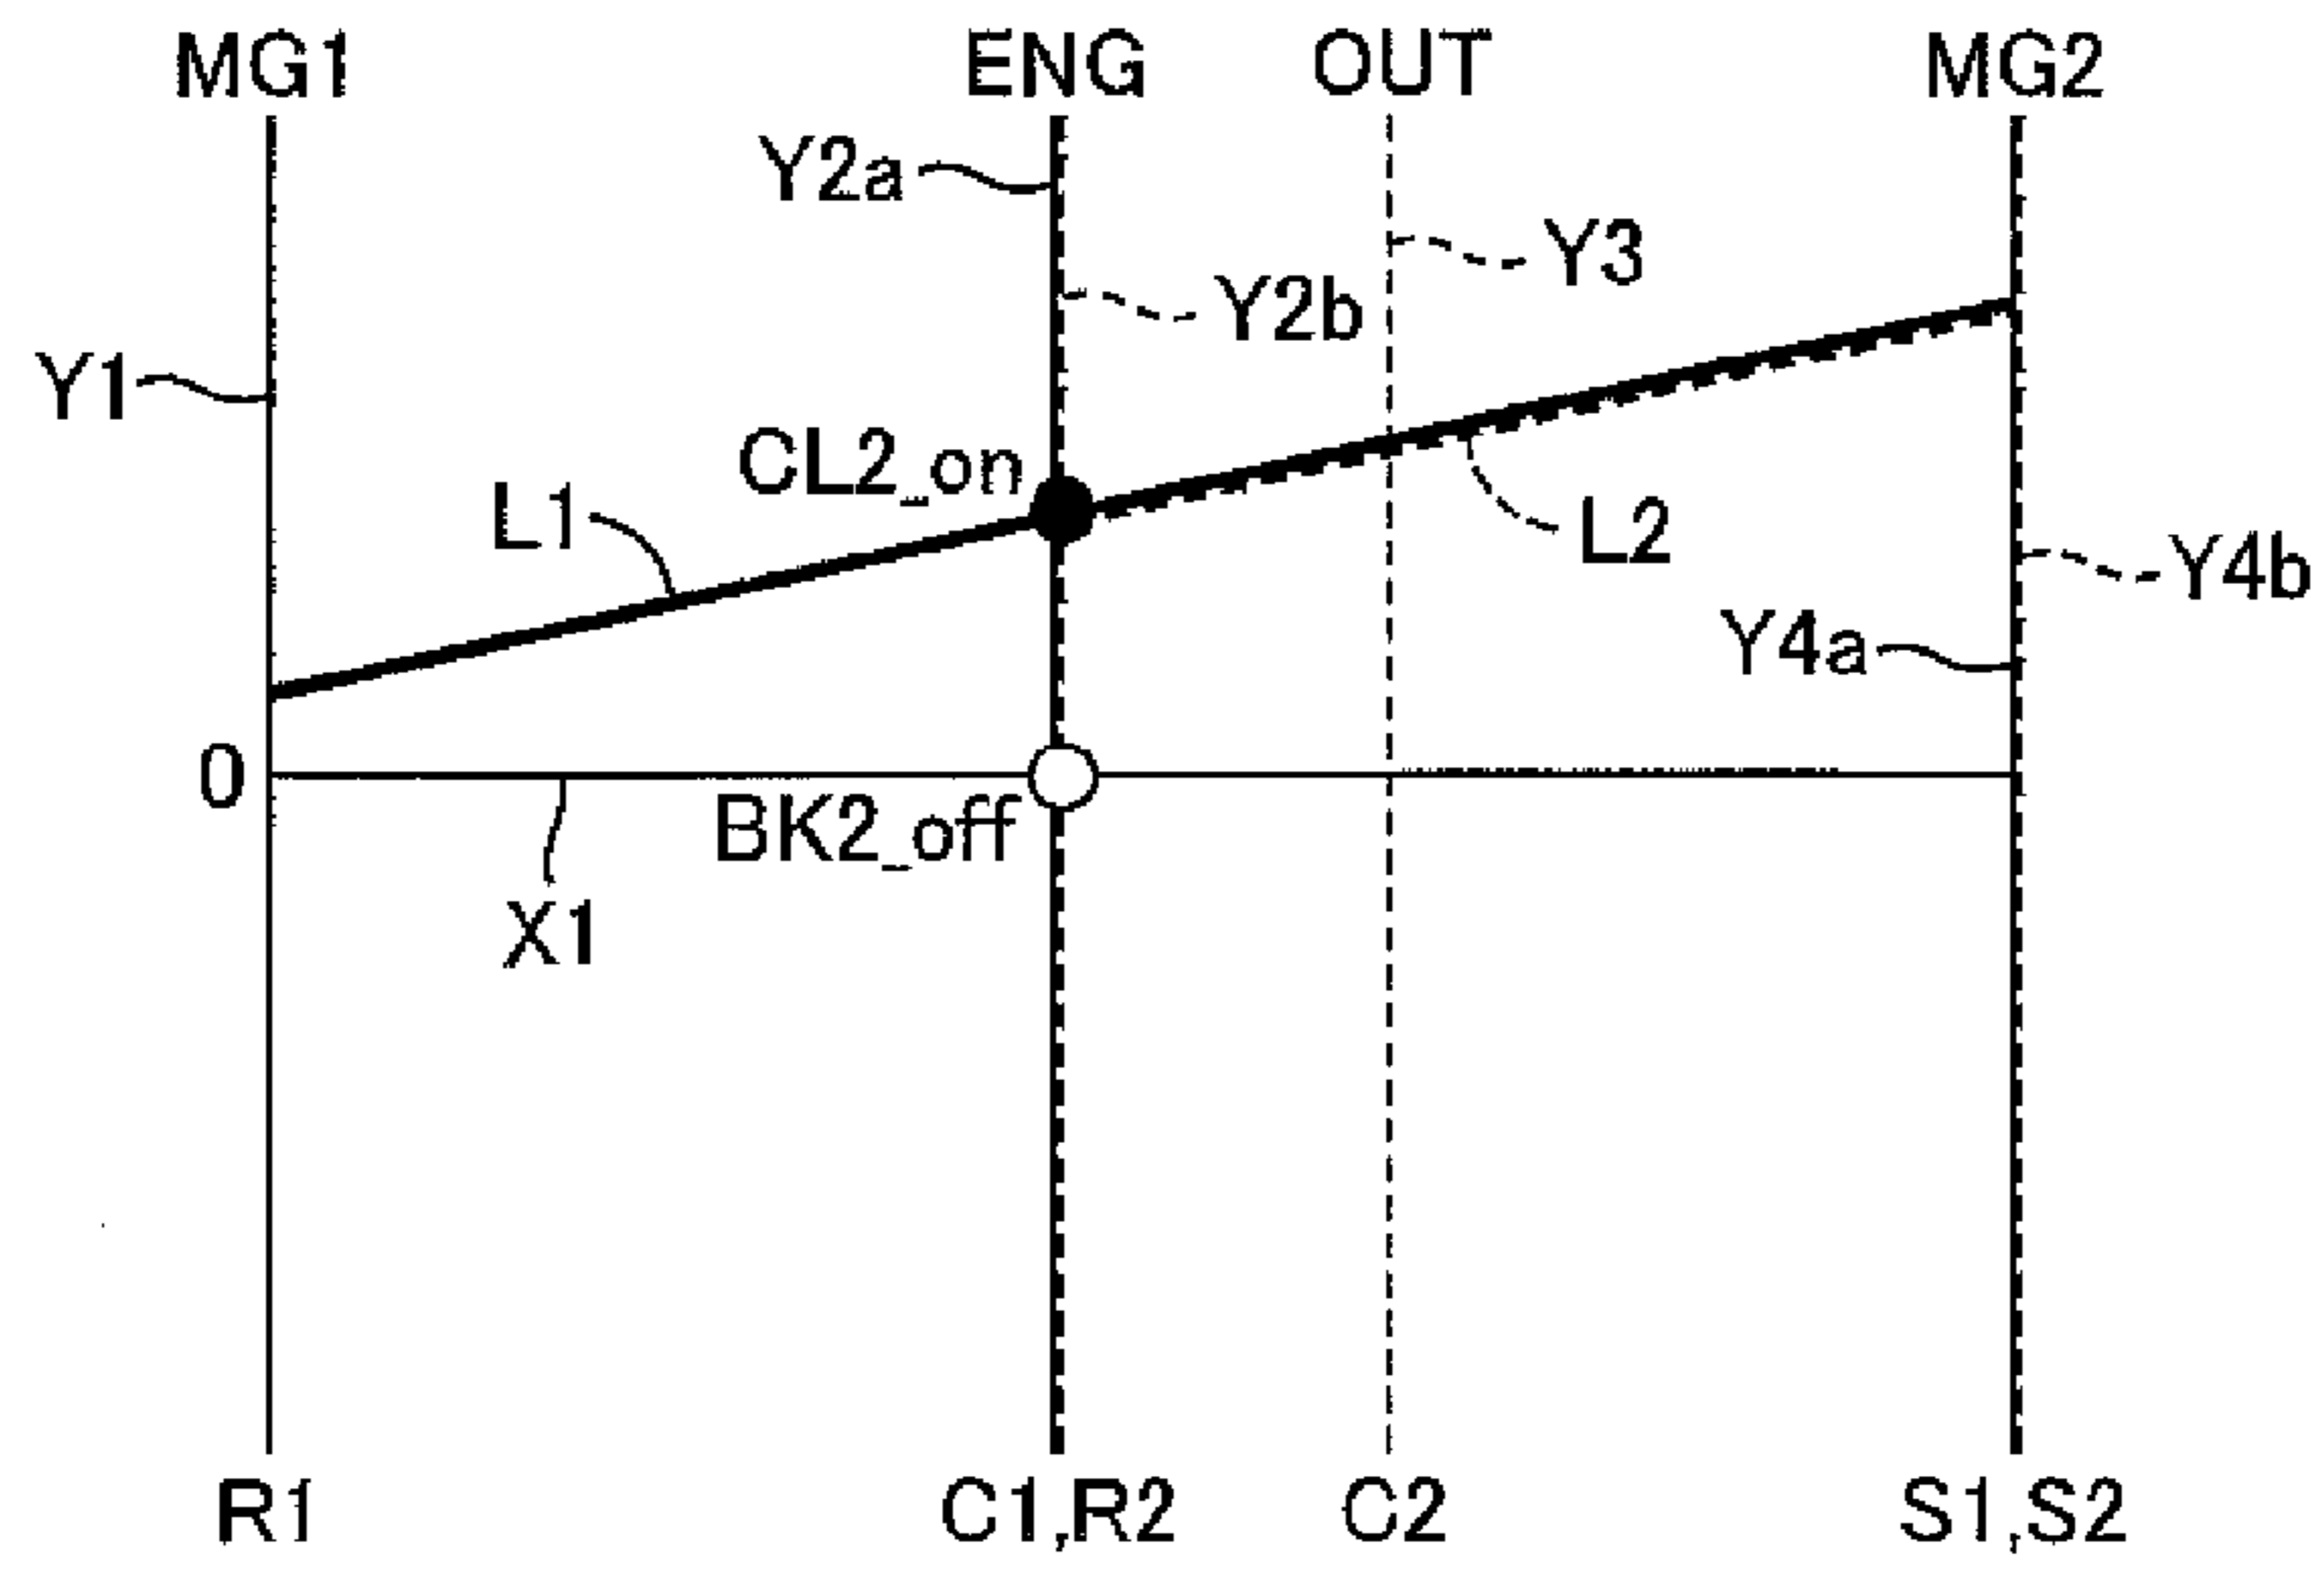 MG1 ENG OUT MG2
Y2a
Y3
Y2b
Y1
CL2_on
L1
L2
Y4b
Y4a
0
BK2_off
X1
R1 C1,R2 C2 S1,S2